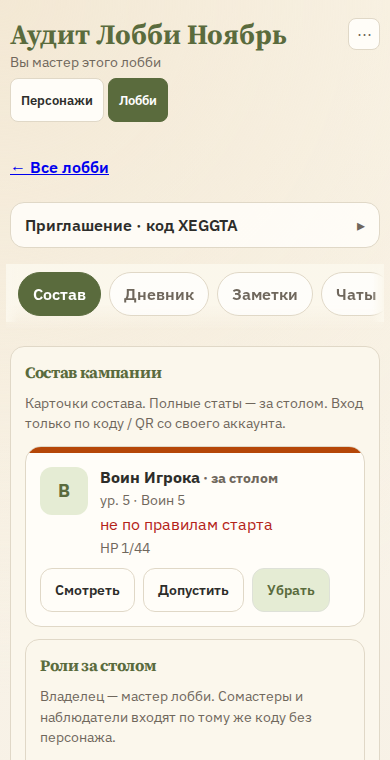 Аудит Лобби Ноябрь
...
Вы мастер этого лобби
Персонажи
Лобби
← Все лобби
Приглашение · код XEGGTA
Состав
Дневник
Заметки
Чаты
Состав кампании
Карточки состава. Полные статы — за столом. Вход
только по коду / QR со своего аккаунта.
В
Воин Игрока · за столом
ур. 5 · Воин 5
не по правилам старта
HP 1/44
Смотреть
Допустить
Убрать
Роли за столом
Владелец — мастер лобби. Сомастеры и
наблюдатели входят по тому же коду без
персонажа.